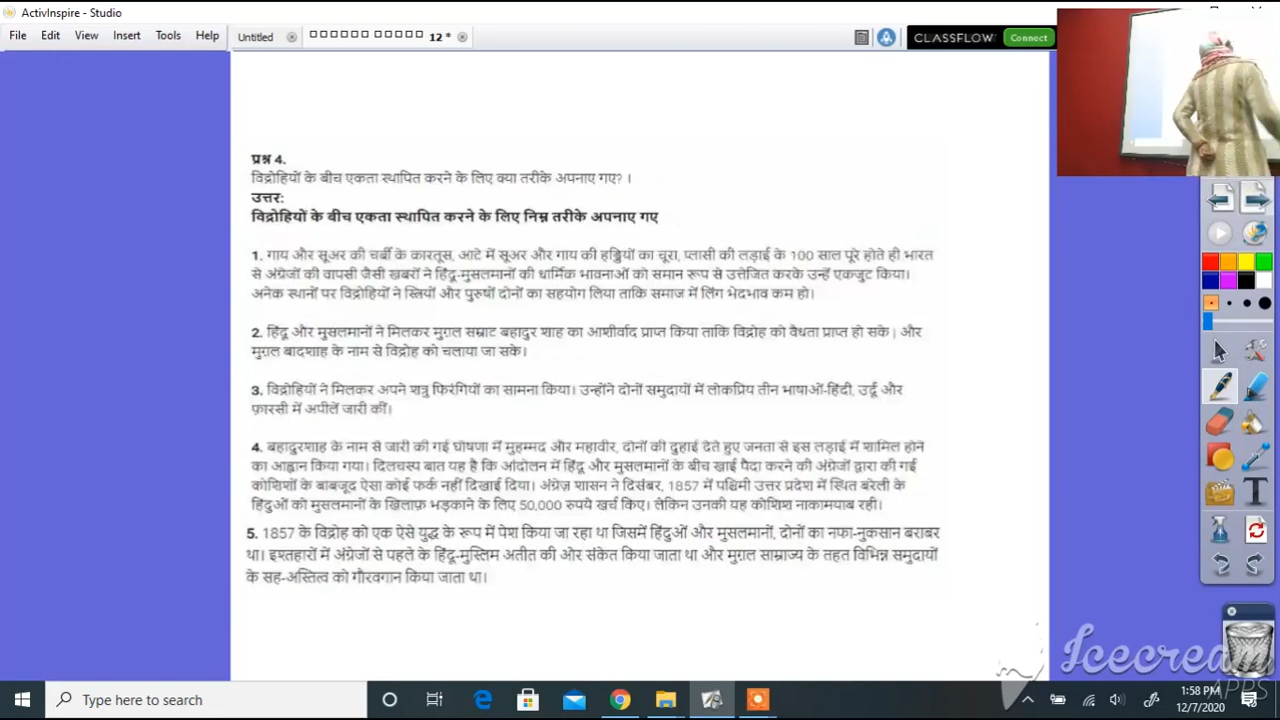 ActivInspire - Studio
File Edit View Insert Tools Help
Untitled
12 *
CLASSFLOW
Connect
प्रश्न 4.
विद्रोहियों के बीच एकता स्थापित करने के लिए क्या तरीके अपनाए गए? ।
उत्तर:
विद्रोहियों के बीच एकता स्थापित करने के लिए निम्न तरीके अपनाए गए
1. गाय और सूअर की चर्बी के कारतूस, आटे में सूअर और गाय की हड्डियों का चूरा, प्लासी की लड़ाई के 100 साल पूरे होते ही भारत
से अंग्रेजों की वापसी जैसी खबरों ने हिंदू-मुसलमानों की धार्मिक भावनाओं को समान रूप से उत्तेजित करके उन्हें एकजुट किया।
अनेक स्थानों पर विद्रोहियों ने स्त्रियों और पुरुषों दोनों का सहयोग लिया ताकि समाज में लिंग भेदभाव कम हो।
2. हिंदू और मुसलमानों ने मिलकर मुग़ल सम्राट बहादुर शाह का आशीर्वाद प्राप्त किया ताकि विद्रोह को वैधता प्राप्त हो सके। और
मुग़ल बादशाह के नाम से विद्रोह को चलाया जा सके।
3. विद्रोहियों ने मिलकर अपने शत्रु फिरंगियों का सामना किया। उन्होंने दोनों समुदायों में लोकप्रिय तीन भाषाओं-हिंदी, उर्दू और
फ़ारसी में अपीलें जारी कीं।
4. बहादुरशाह के नाम से जारी की गई घोषणा में मुहम्मद और महावीर, दोनों की दुहाई देते हुए जनता से इस लड़ाई में शामिल होने
का आह्वान किया गया। दिलचस्प बात यह है कि आंदोलन में हिंदू और मुसलमानों के बीच खाई पैदा करने की अंग्रेजों द्वारा की गई
कोशिशों के बाबजूद ऐसा कोई फर्क नहीं दिखाई दिया। अंग्रेज़ शासन ने दिसंबर, 1857 में पश्चिमी उत्तर प्रदेश में स्थित बरेली के
हिंदुओं को मुसलमानों के खिलाफ़ भड़काने के लिए 50,000 रुपये खर्च किए। लेकिन उनकी यह कोशिश नाकामयाब रही।
5. 1857 के विद्रोह को एक ऐसे युद्ध के रूप में पेश किया जा रहा था जिसमें हिंदुओं और मुसलमानों, दोनों का नफा-नुकसान बराबर
था। इश्तहारों में अंग्रेजों से पहले के हिंदू-मुस्लिम अतीत की ओर संकेत किया जाता था और मुग़ल साम्राज्य के तहत विभिन्न समुदायों
के सह-अस्तित्व को गौरवगान किया जाता था।
Icecream
APPS
Type here to search
1:58 PM
12/7/2020